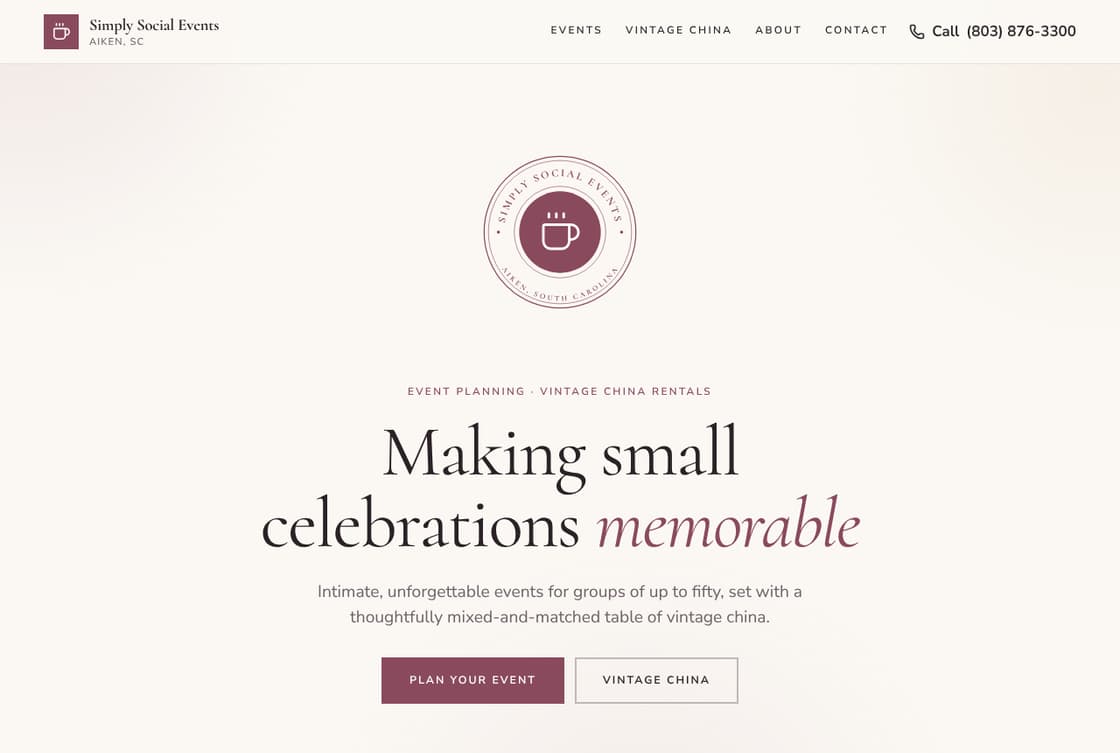 Simply Social Events
AIKEN, SC
EVENTS
VINTAGE CHINA
ABOUT
CONTACT
Call (803) 876-3300
SIMPLY SOCIAL EVENTS
AIKEN, SOUTH CAROLINA
EVENT PLANNING · VINTAGE CHINA RENTALS
Making small
celebrations memorable
Intimate, unforgettable events for groups of up to fifty, set with a
thoughtfully mixed-and-matched table of vintage china.
PLAN YOUR EVENT
VINTAGE CHINA